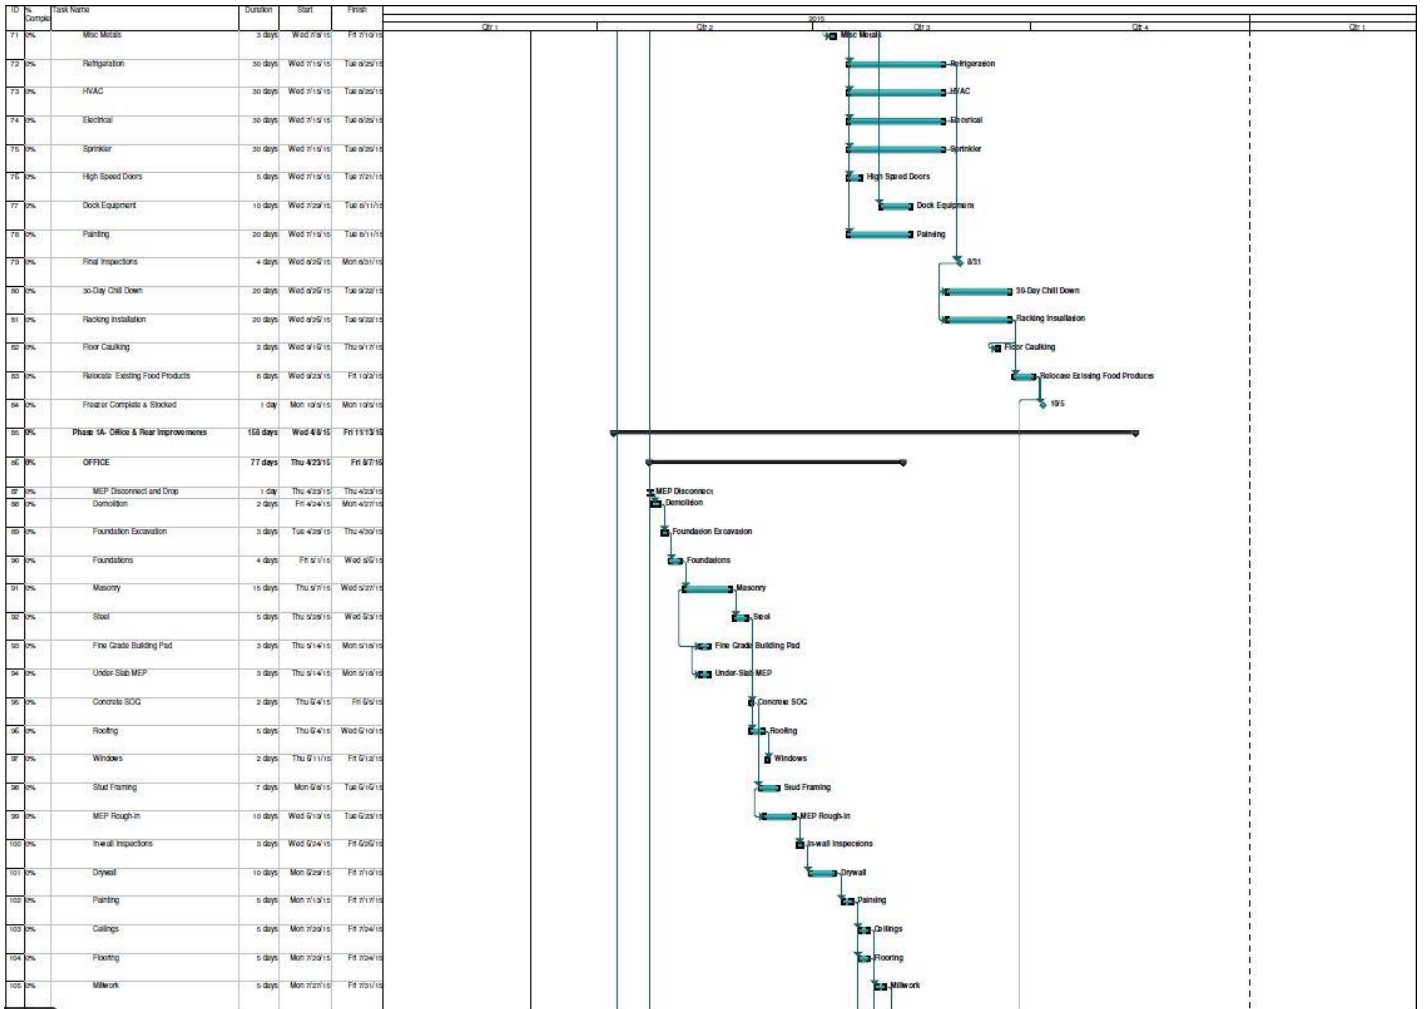 ID % Task Name Duration Start Finish
Comple 2015
Qtr 1 Qtr 2 Qtr 3 Qtr 4 Qtr 1
71 0% Misc Metals 3 days Wed 7/8/15 Fri 7/10/15 Misc Metals
72 0% Refrigeration 30 days Wed 7/15/15 Tue 8/25/15 Refrigeration
73 0% HVAC 30 days Wed 7/15/15 Tue 8/25/15 HVAC
74 0% Electrical 30 days Wed 7/15/15 Tue 8/25/15 Electrical
75 0% Sprinkler 30 days Wed 7/15/15 Tue 8/25/15 Sprinkler
76 0% High Speed Doors 5 days Wed 7/15/15 Tue 7/21/15 High Speed Doors
77 0% Dock Equipment 10 days Wed 7/29/15 Tue 8/11/15 Dock Equipment
78 0% Painting 20 days Wed 7/15/15 Tue 8/11/15 Painting
79 0% Final Inspections 4 days Wed 8/26/15 Mon 8/31/15 8/31
80 0% 30-Day Chill Down 20 days Wed 8/26/15 Tue 9/22/15 30-Day Chill Down
81 0% Racking Installation 20 days Wed 8/26/15 Tue 9/22/15 Racking Installation
82 0% Floor Caulking 2 days Wed 9/16/15 Thu 9/17/15 Floor Caulking
83 0% Relocate Existing Food Products 8 days Wed 9/23/15 Fri 10/2/15 Relocate Existing Food Products
84 0% Freezer Complete & Stocked 1 day Mon 10/5/15 Mon 10/5/15 10/5
85 0% Phase 1A- Office & Rear Improvements 158 days Wed 4/8/15 Fri 11/13/15
86 0% OFFICE 77 days Thu 4/23/15 Fri 8/7/15
87 0% MEP Disconnect and Drop 1 day Thu 4/23/15 Thu 4/23/15 MEP Disconnect
88 0% Demolition 2 days Fri 4/24/15 Mon 4/27/15 Demolition
89 0% Foundation Excavation 3 days Tue 4/28/15 Thu 4/30/15 Foundation Excavation
90 0% Foundations 4 days Fri 5/1/15 Wed 5/6/15 Foundations
91 0% Masonry 15 days Thu 5/7/15 Wed 5/27/15 Masonry
92 0% Steel 5 days Thu 5/28/15 Wed 6/3/15 Steel
93 0% Fine Grade Building Pad 3 days Thu 5/14/15 Mon 5/18/15 Fine Grade Building Pad
94 0% Under-Slab MEP 3 days Thu 5/14/15 Mon 5/18/15 Under-Slab MEP
95 0% Concrete SOG 2 days Thu 6/4/15 Fri 6/5/15 Concrete SOG
96 0% Roofing 5 days Thu 6/4/15 Wed 6/10/15 Roofing
97 0% Windows 2 days Thu 6/11/15 Fri 6/12/15 Windows
98 0% Stud Framing 7 days Mon 6/8/15 Tue 6/16/15 Stud Framing
99 0% MEP Rough-in 10 days Wed 6/10/15 Tue 6/23/15 MEP Rough-in
100 0% In-wall Inspections 3 days Wed 6/24/15 Fri 6/26/15 In-wall Inspections
101 0% Drywall 10 days Mon 6/29/15 Fri 7/10/15 Drywall
102 0% Painting 5 days Mon 7/13/15 Fri 7/17/15 Painting
103 0% Ceilings 5 days Mon 7/20/15 Fri 7/24/15 Ceilings
104 0% Flooring 5 days Mon 7/20/15 Fri 7/24/15 Flooring
105 0% Millwork 5 days Mon 7/27/15 Fri 7/31/15 Millwork